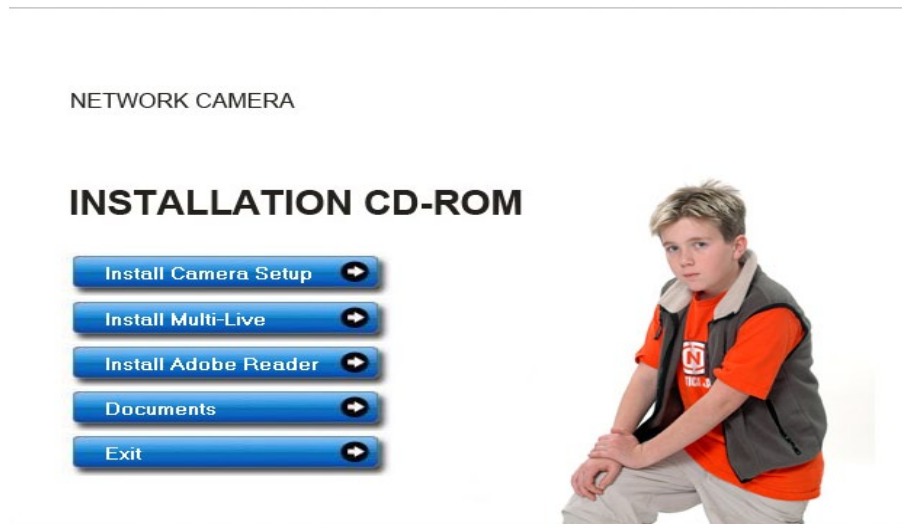 NETWORK CAMERA
INSTALLATION CD-ROM
Install Camera Setup
Install Multi-Live
Install Adobe Reader
Documents
Exit
N